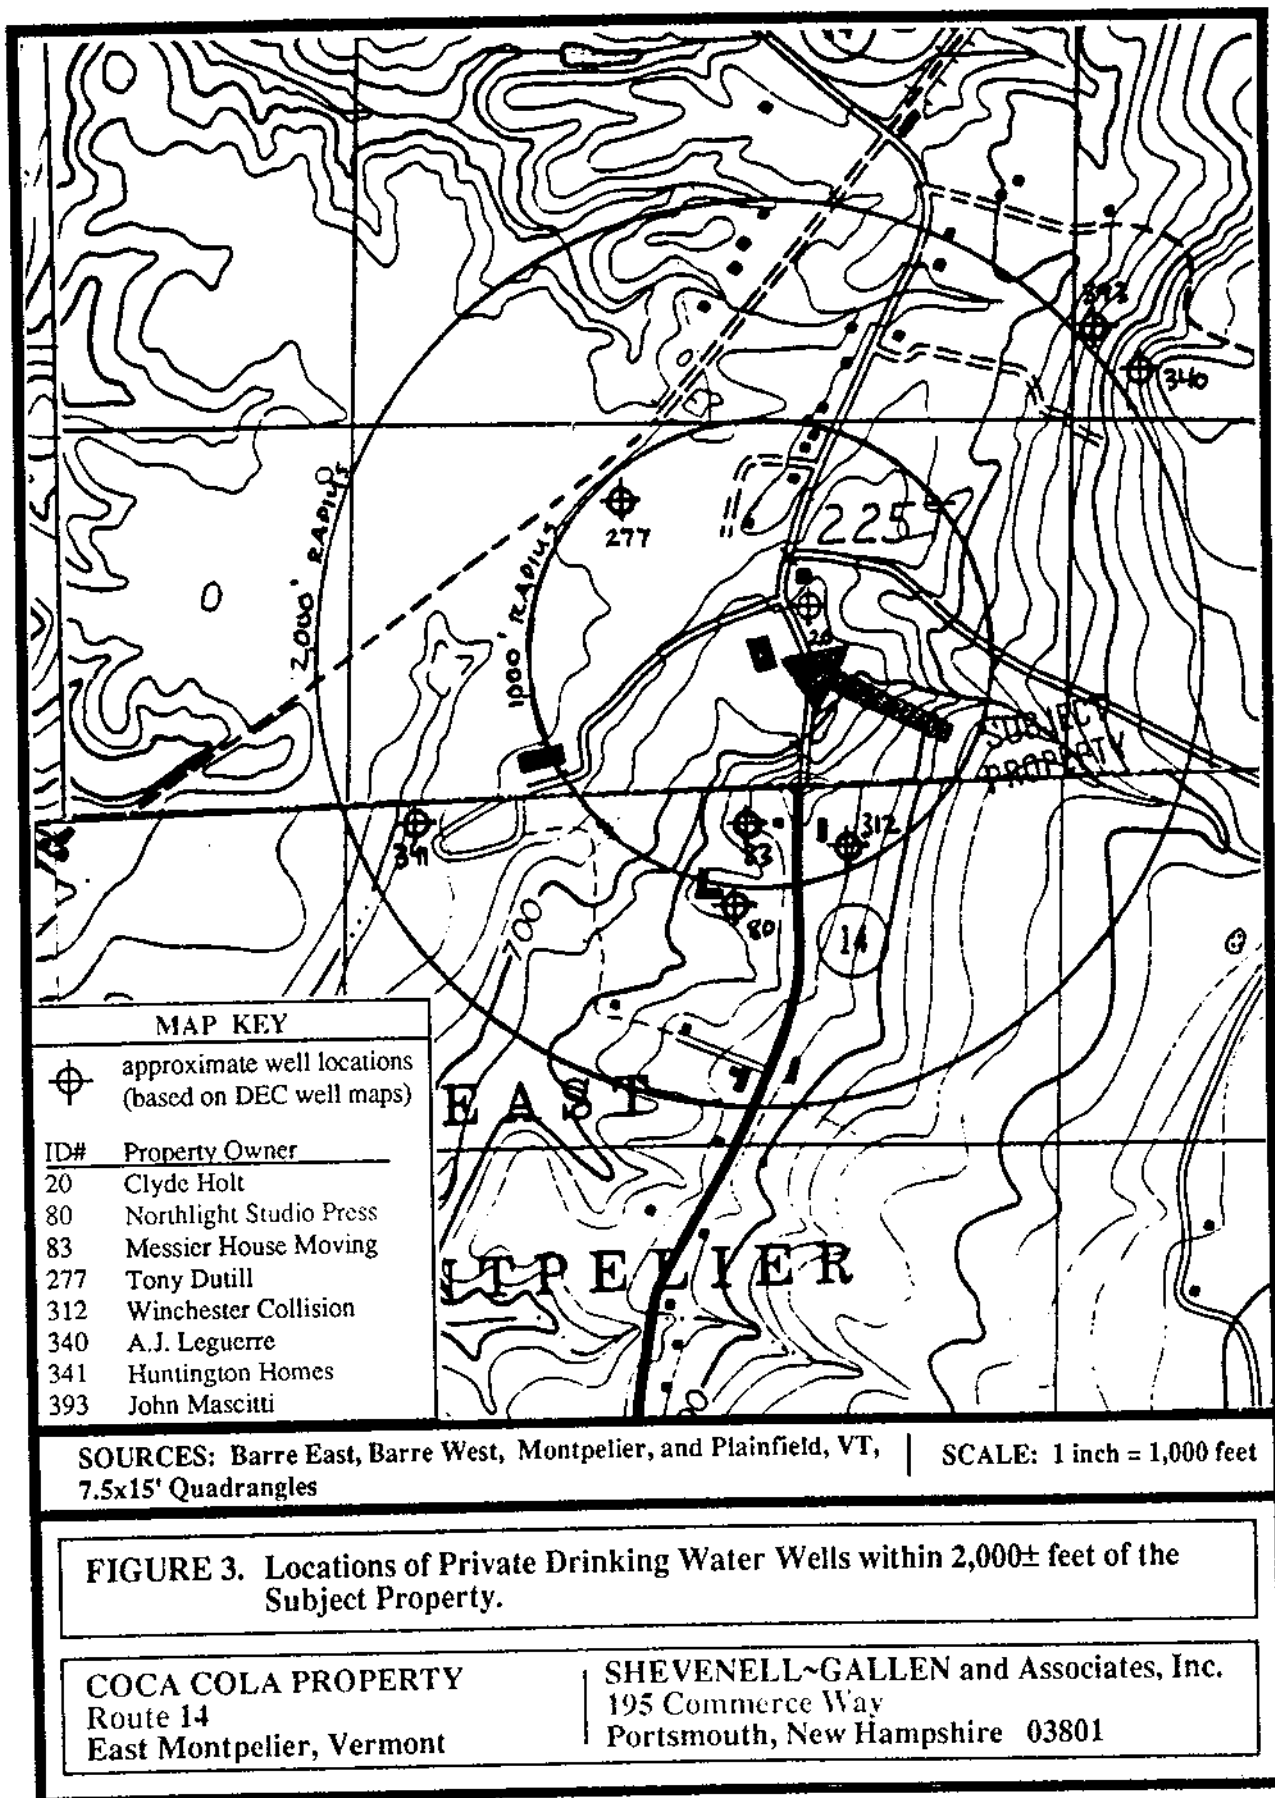 393
340
2,000' RADIUS
1000' RADIUS
277
225
20
SUBJECT
PROPERTY
341
83
312
80
14
700
EAST
TPELIER
MAP KEY
approximate well locations
(based on DEC well maps)
ID# Property Owner
20 Clyde Holt
80 Northlight Studio Press
83 Messier House Moving
277 Tony Dutill
312 Winchester Collision
340 A.J. Leguerre
341 Huntington Homes
393 John Mascitti
SOURCES: Barre East, Barre West, Montpelier, and Plainfield, VT,
7.5x15' Quadrangles
SCALE: 1 inch = 1,000 feet
FIGURE 3. Locations of Private Drinking Water Wells within 2,000± feet of the
Subject Property.
COCA COLA PROPERTY
Route 14
East Montpelier, Vermont
SHEVENELL~GALLEN and Associates, Inc.
195 Commerce Way
Portsmouth, New Hampshire 03801